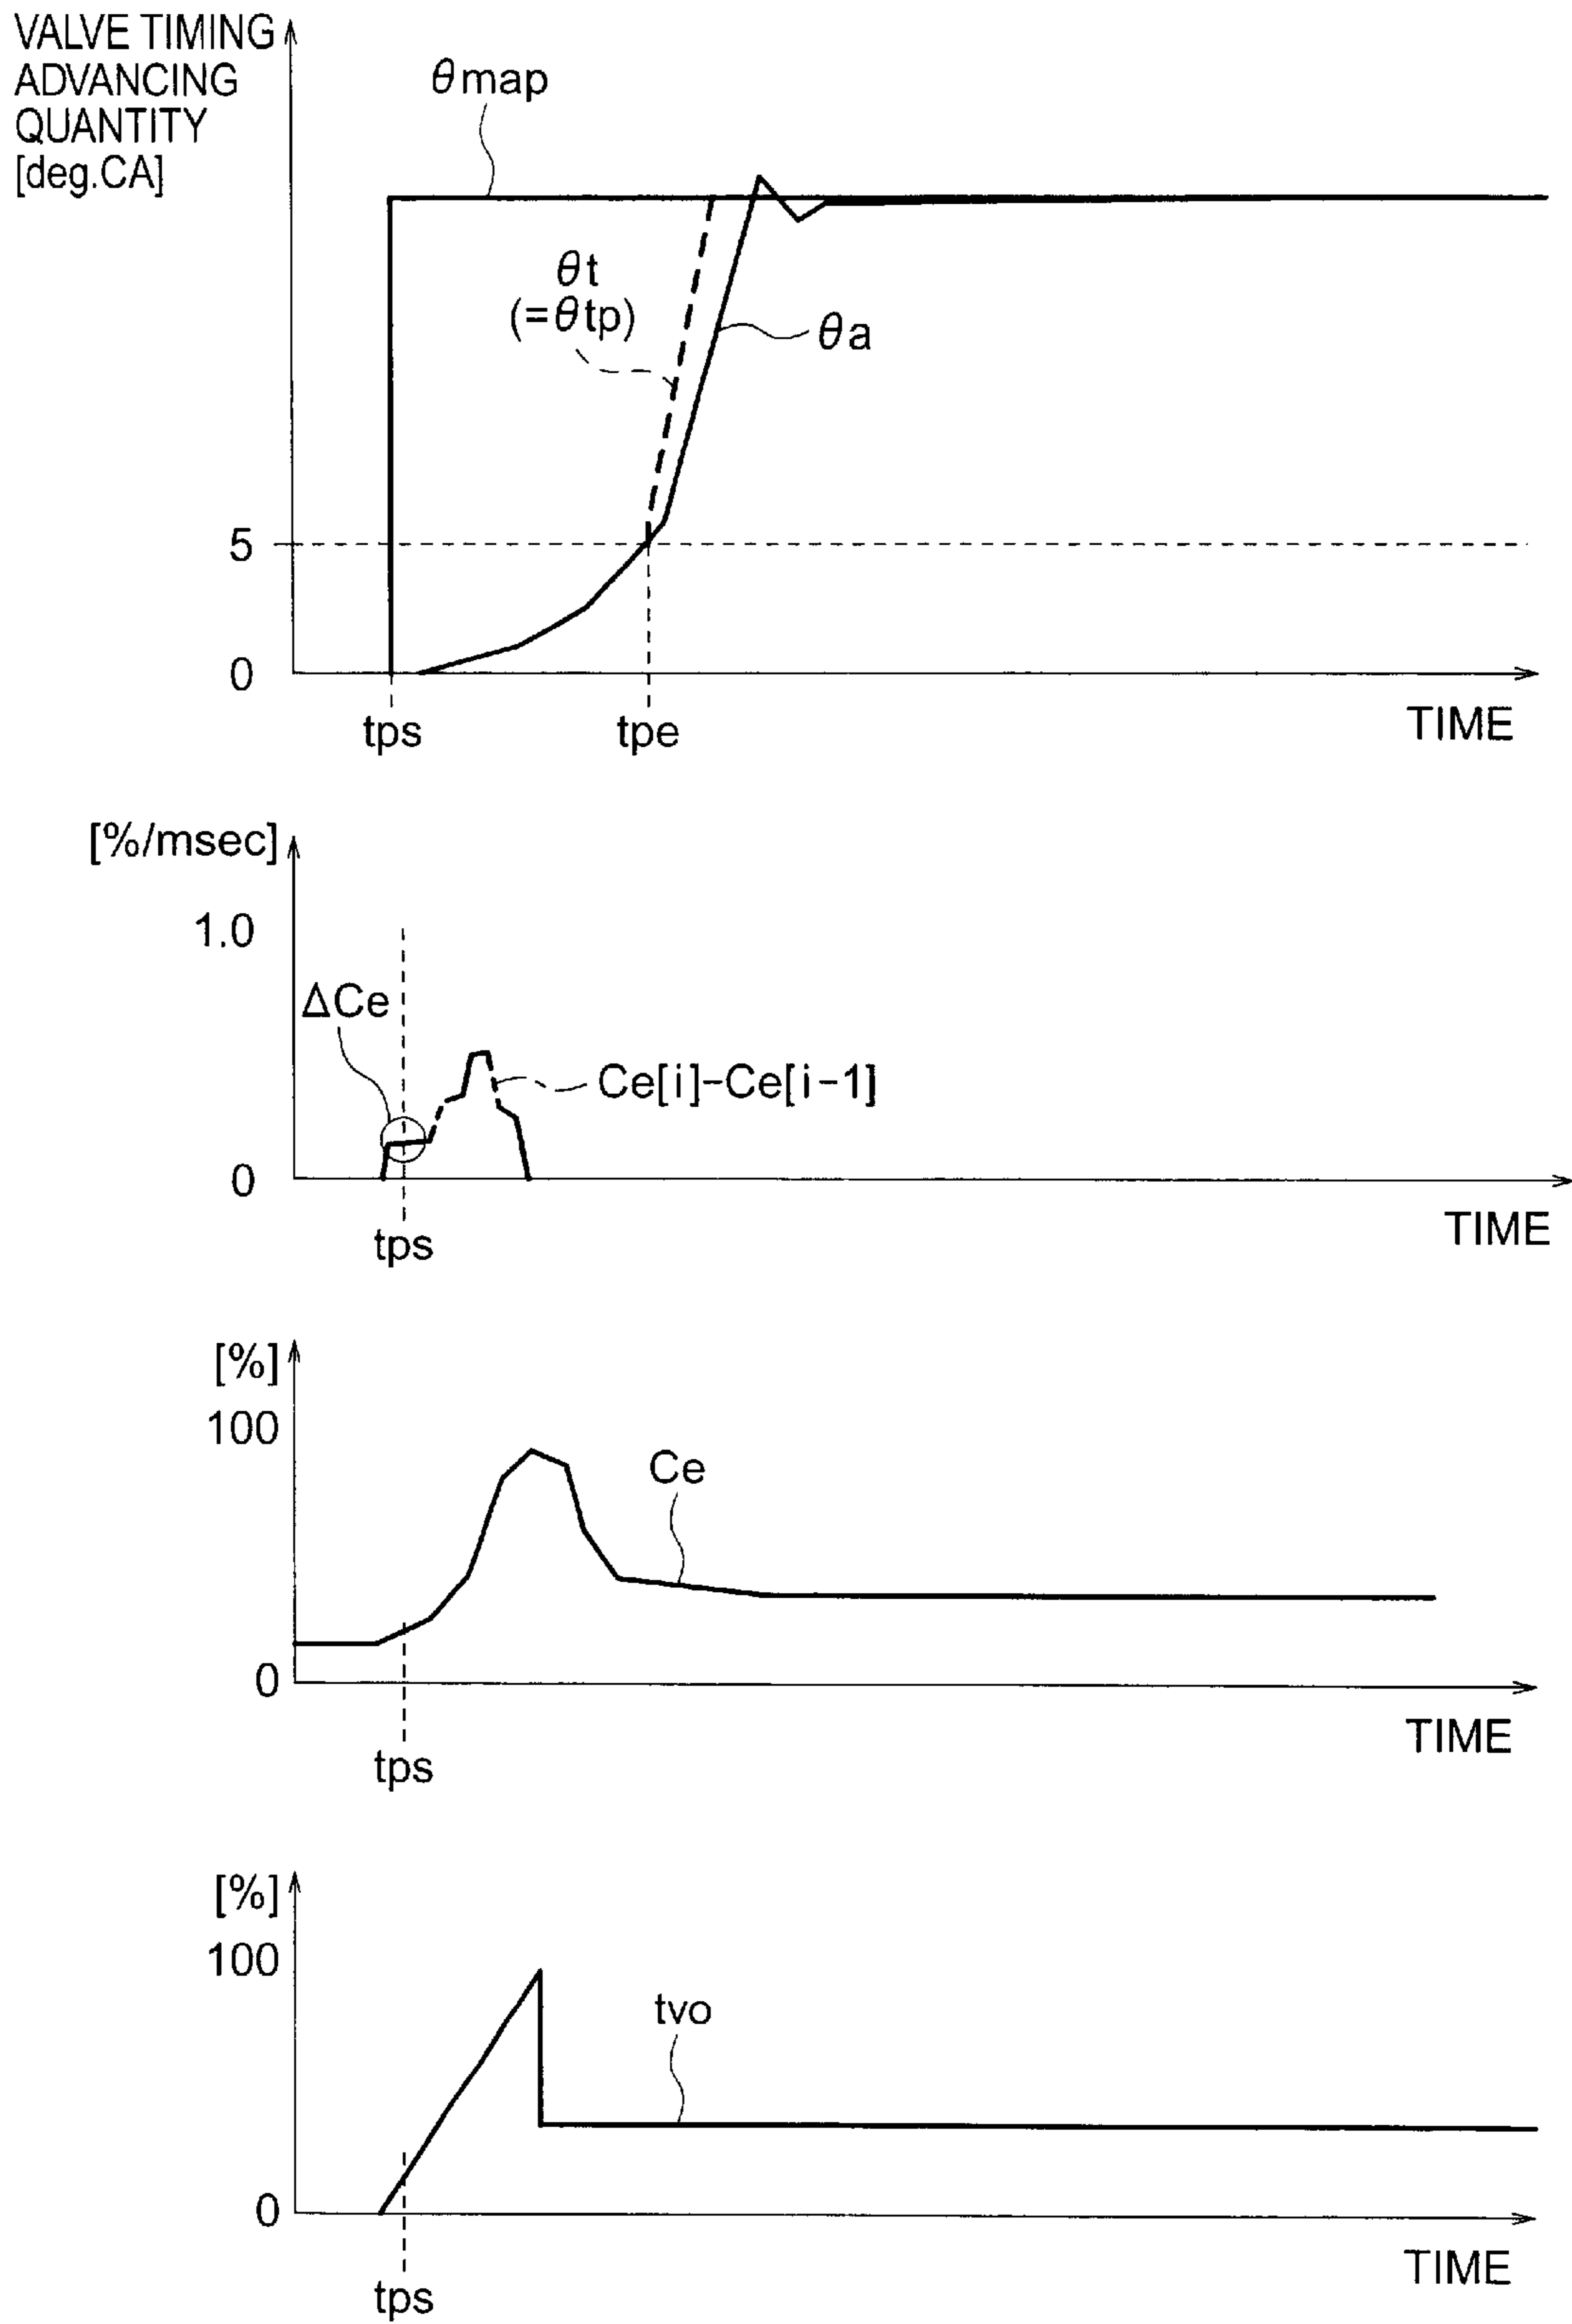 VALVE TIMING
ADVANCING
QUANTITY
[deg.CA]
θmap
θt
(=θtp)
θa
5
0
tps
tpe
TIME
[%/msec]
1.0
ΔCe
Ce[i]-Ce[i-1]
0
tps
TIME
[%]
100
Ce
0
tps
TIME
[%]
100
tvo
0
tps
TIME